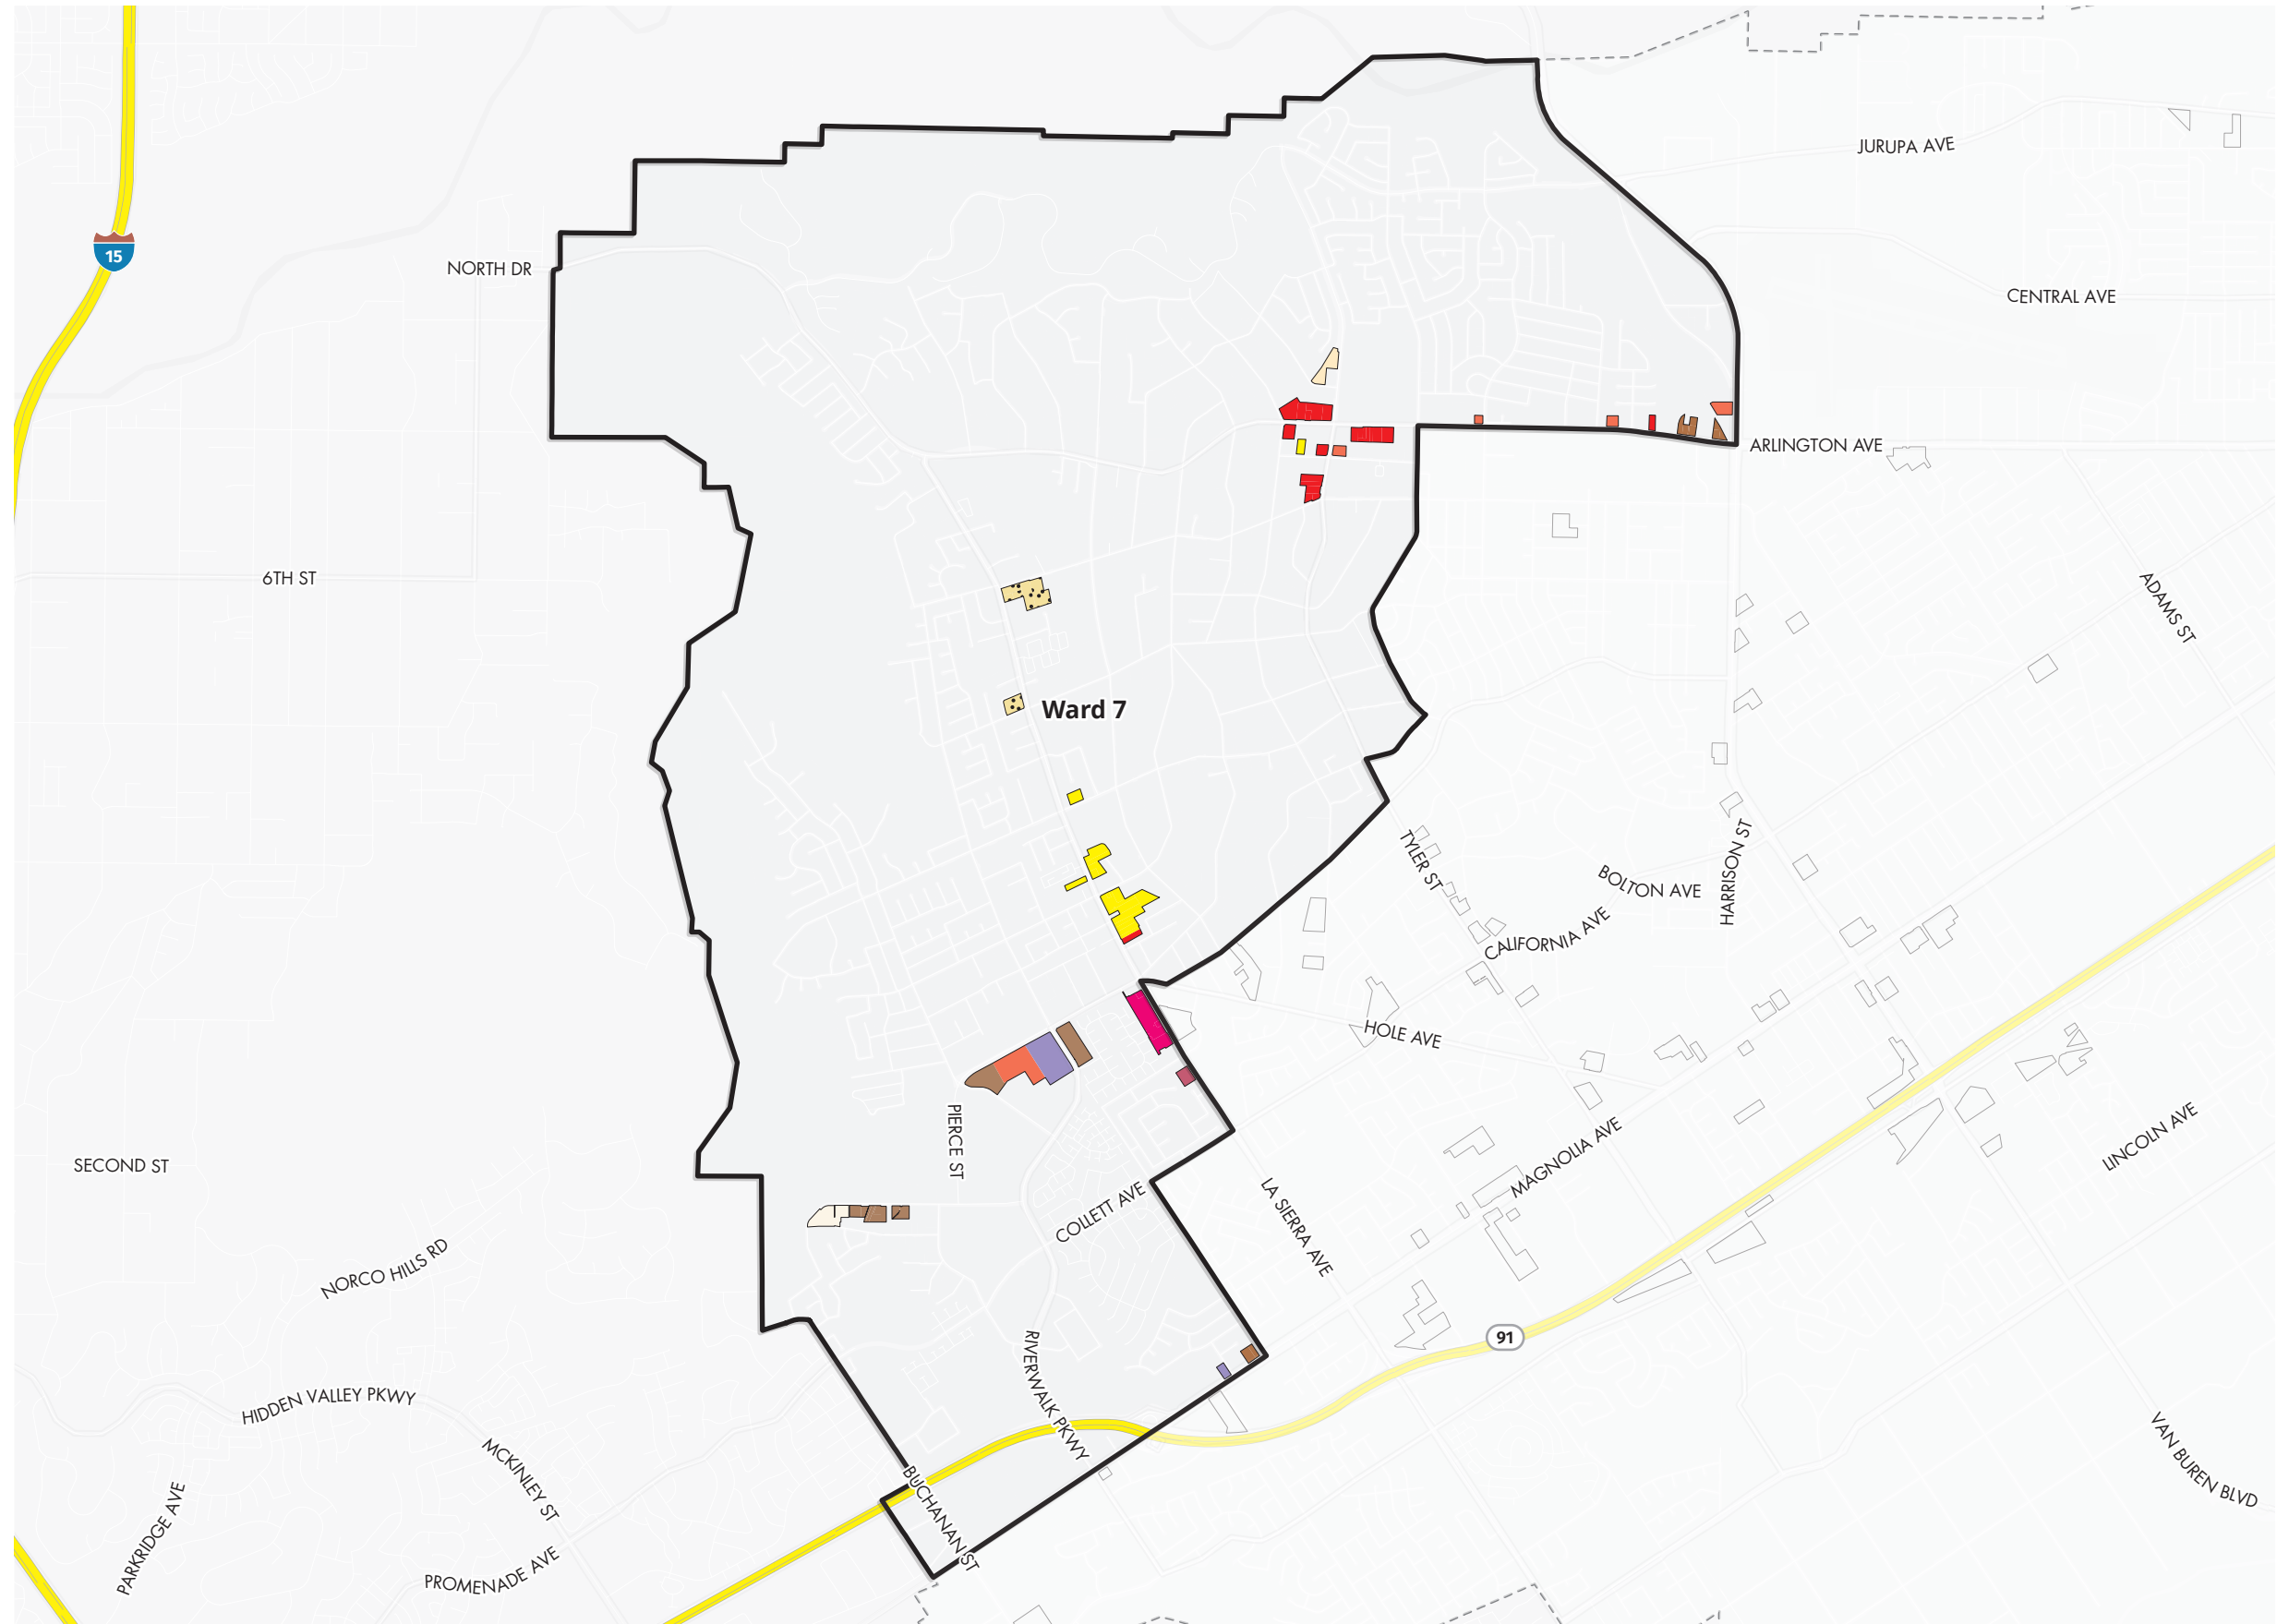 JURUPA AVE
15
NORTH DR
CENTRAL AVE
ARLINGTON AVE
6TH ST
ADAMS ST
Ward 7
TYLER ST
HARRISON ST
BOLTON AVE
CALIFORNIA AVE
HOLE AVE
PIERCE ST
MAGNOLIA AVE
LINCOLN AVE
SECOND ST
COLLETT AVE
LA SIERRA AVE
NORCO HILLS RD
91
RIVERWALK PKWY
HIDDEN VALLEY PKWY
MCKINLEY ST
BUCHANAN ST
VAN BUREN BLVD
PARKRIDGE AVE
PROMENADE AVE